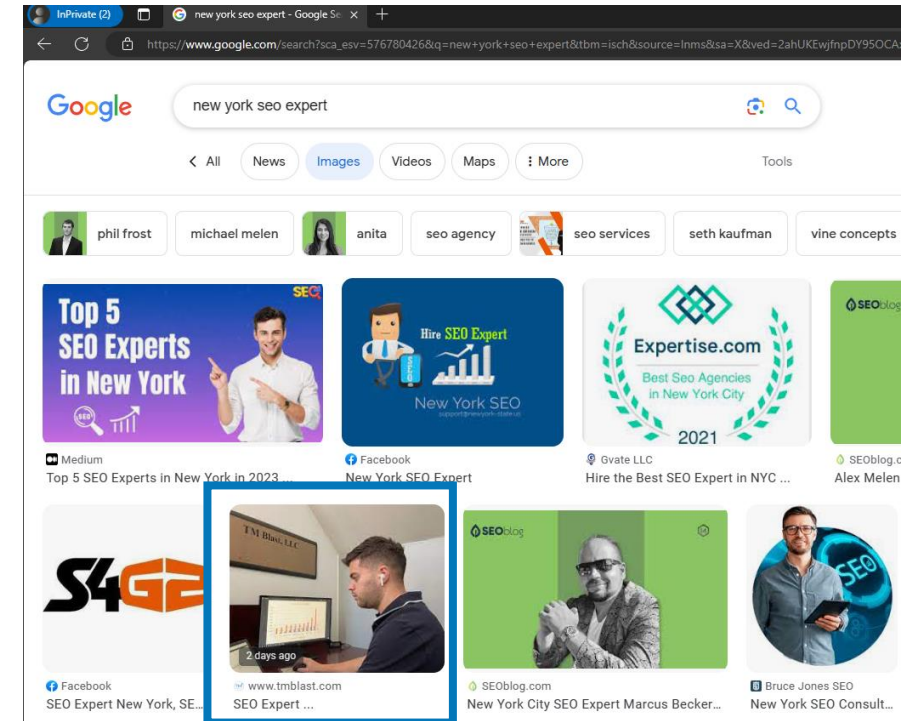 InPrivate (2)
new york seo expert - Google Se
https://www.google.com/search?sca_esv=576780426&q=new+york+seo+expert&tbm=isch&source=lnms&sa=X&ved=2ahUKEwjfnpDY95OCA
Google
new york seo expert
All
News
Images
Videos
Maps
More
Tools
phil frost
michael melen
anita
seo agency
seo services
seth kaufman
vine concepts
Top 5
SEO Experts
in New York
SEO
SEO
Medium
Top 5 SEO Experts in New York in 2023 ...
Hire SEO Expert
New York SEO
Facebook
New York SEO Expert
Expertise.com
Best Seo Agencies
in New York City
2021
Gvate LLC
Hire the Best SEO Expert in NYC ...
SEOblog
SEOblog.c
Alex Melen
S4G2
Facebook
SEO Expert New York, SE...
TM Blast, LLC
2 days ago
www.tmblast.com
SEO Expert ...
SEOblog
SEOblog.com
New York City SEO Expert Marcus Becker...
SEO
Bruce Jones SEO
New York SEO Consult...